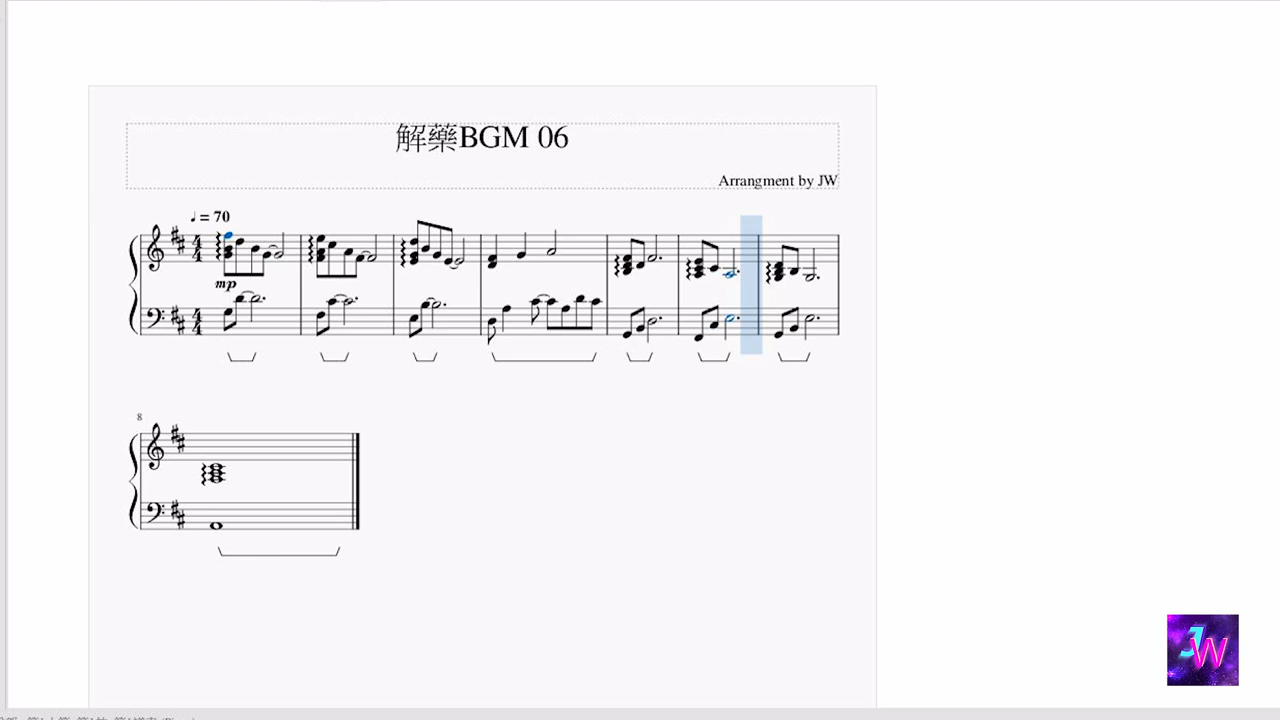 解藥BGM 06
Arrangment by JW
♩ = 70
mp
8
JW